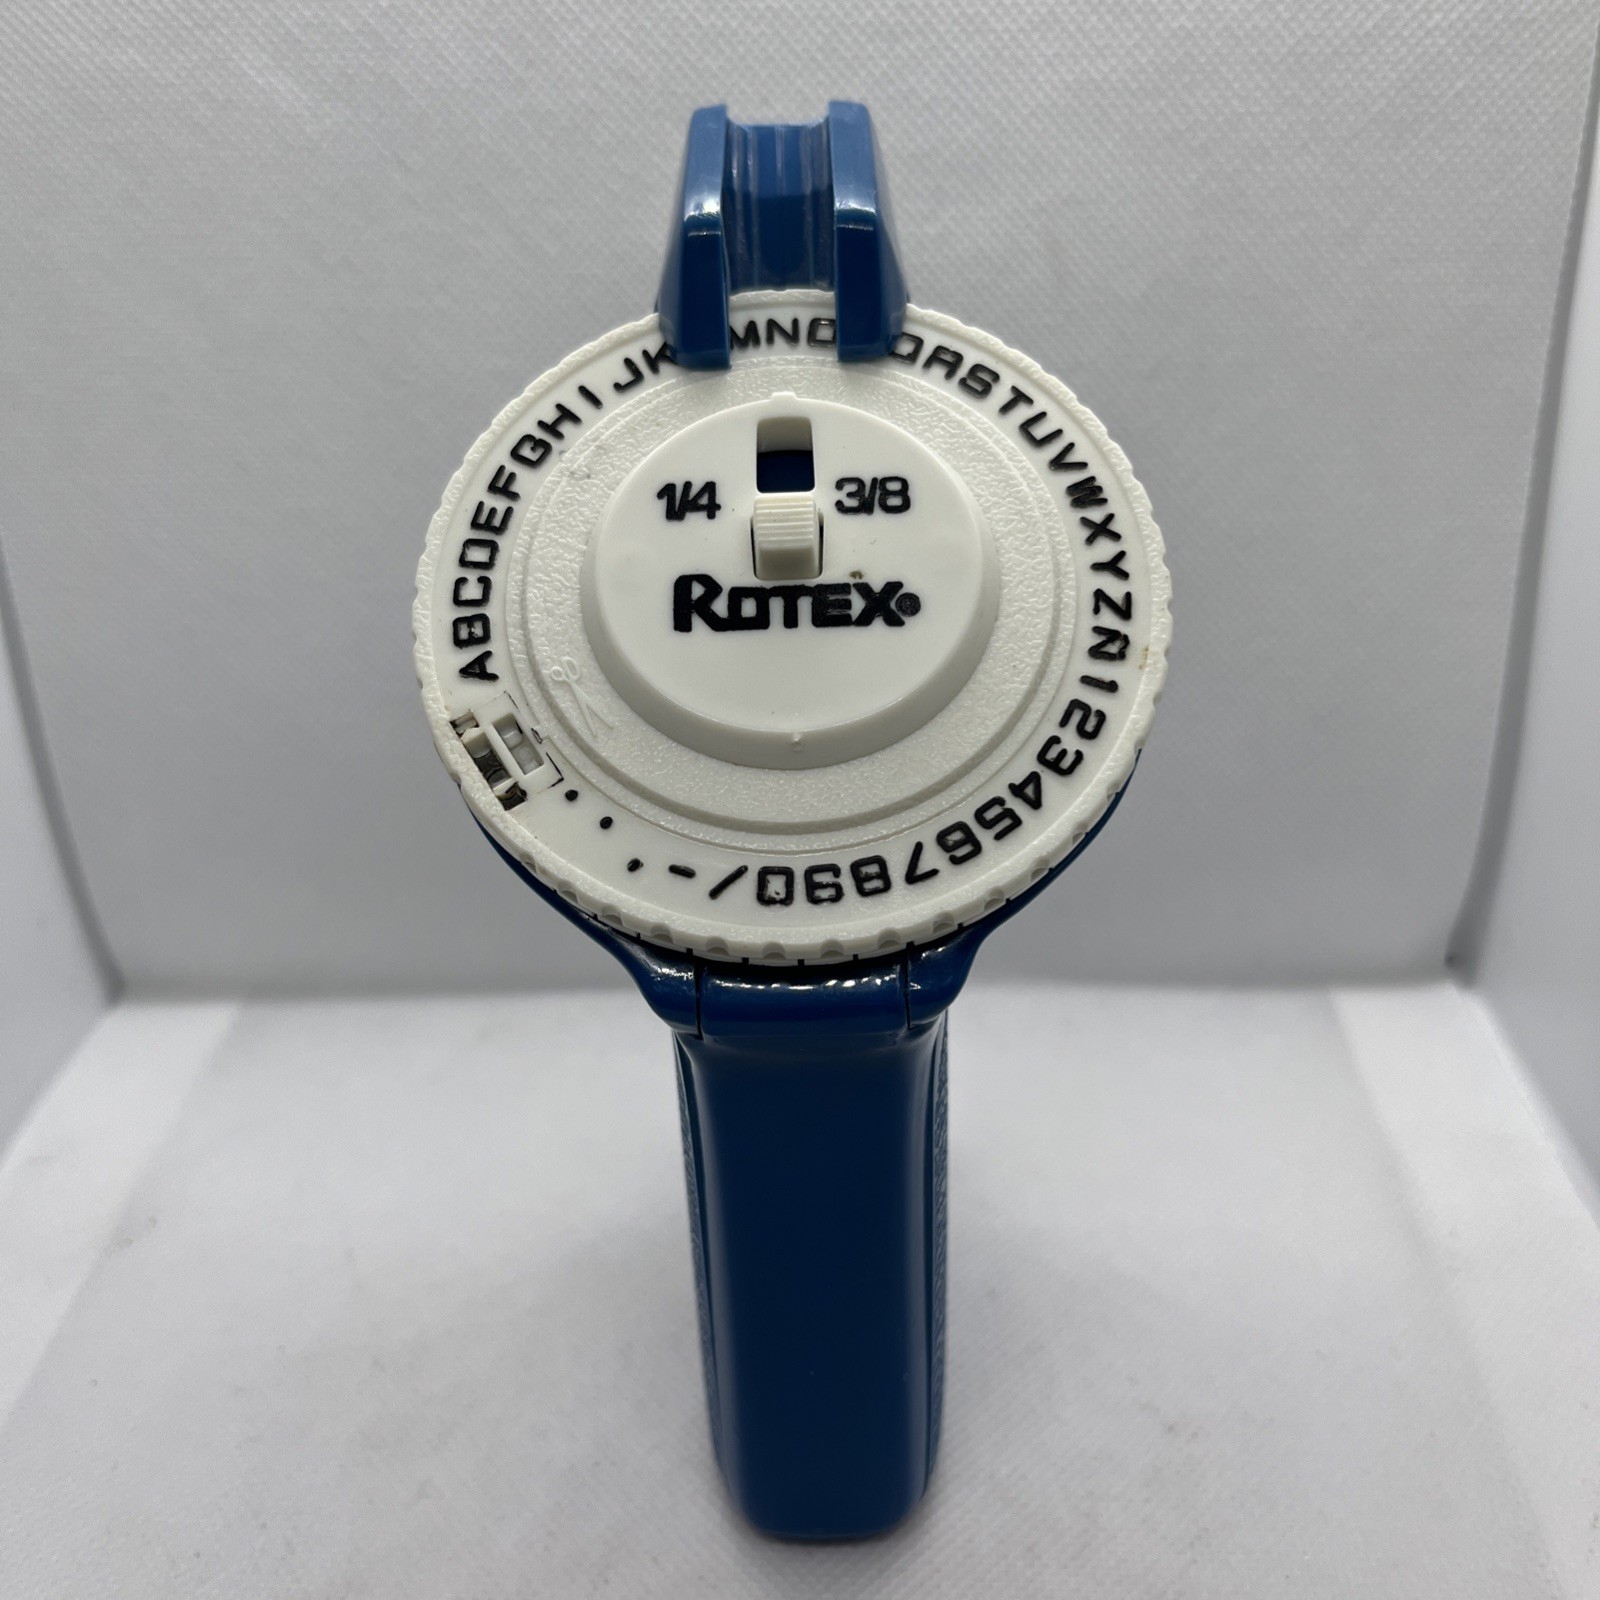 ABCDEFGHIJK MNO QRSTUVWXYZÑ1234567890/-'..
1/4 3/8
ROTEX